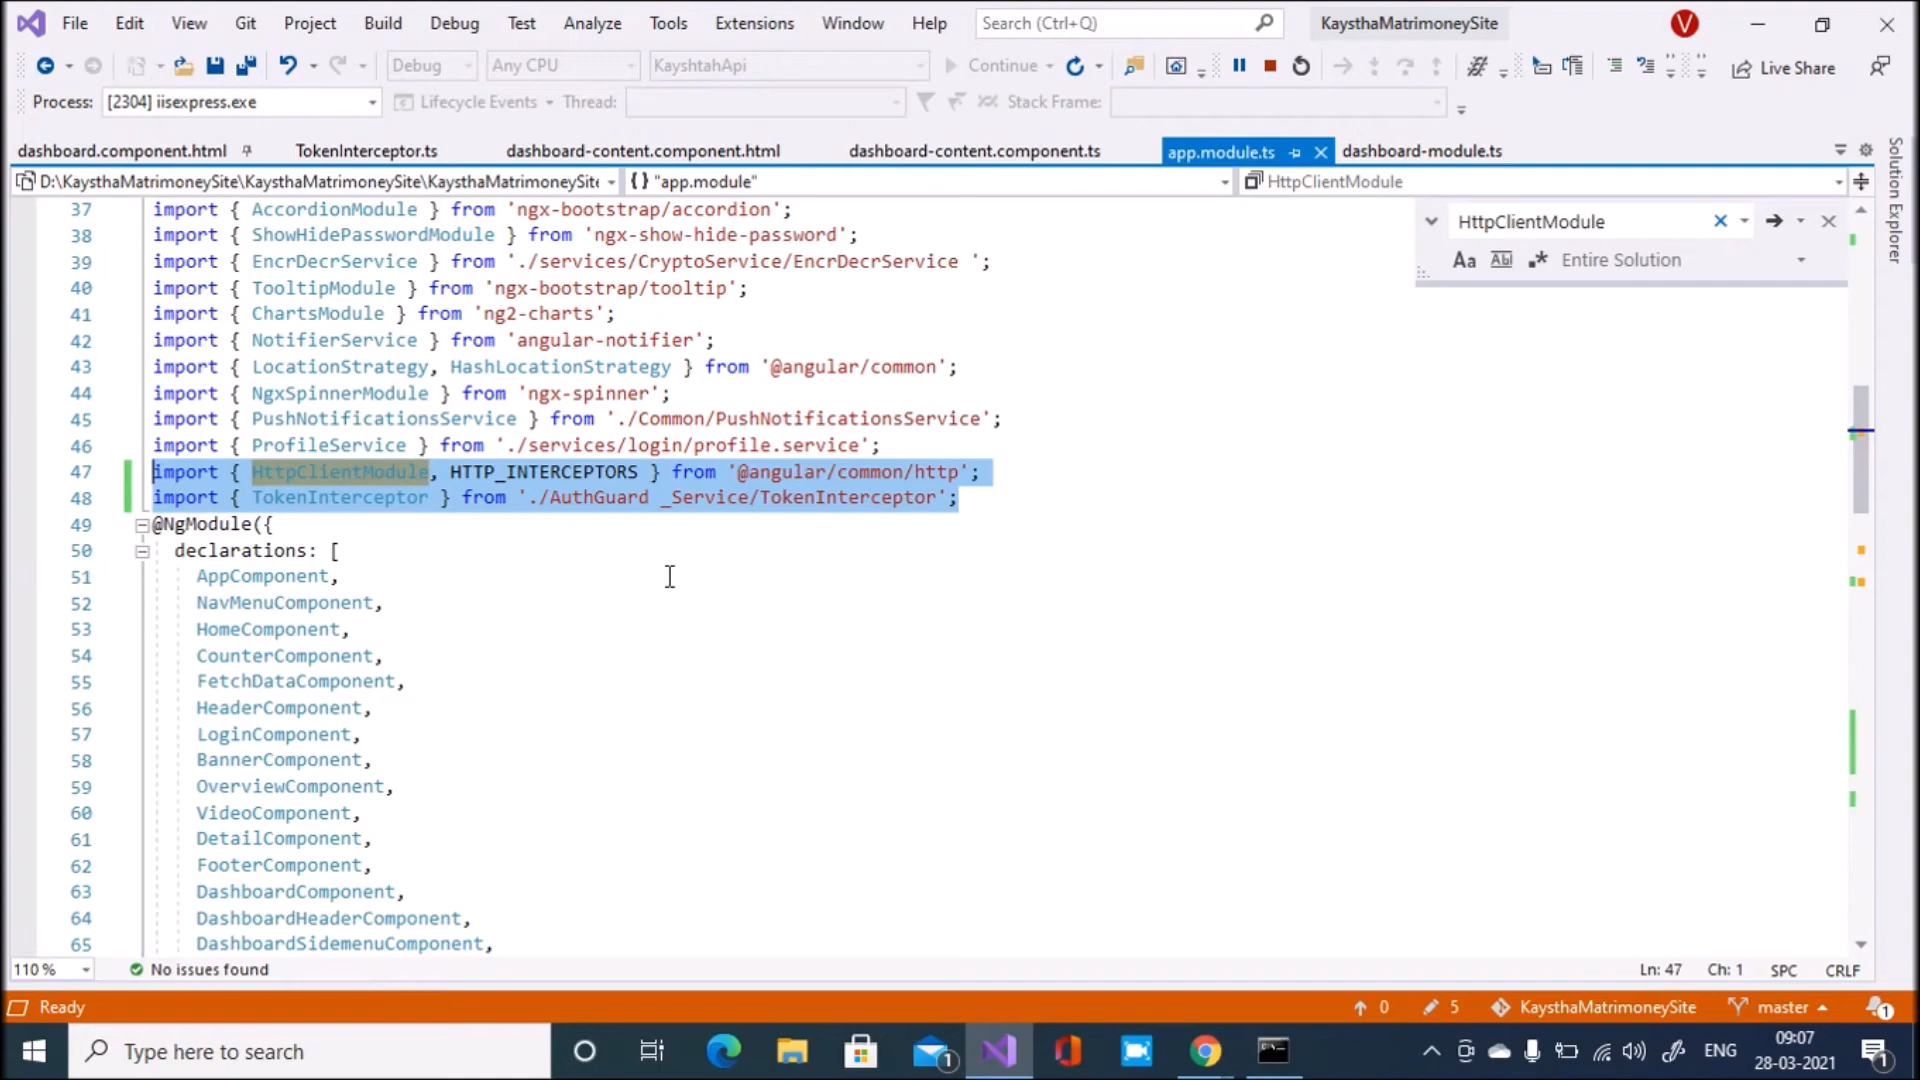 File Edit View Git Project Build Debug Test Analyze Tools Extensions Window Help Search (Ctrl+Q) KaysthaMatrimoneySite V
Debug Any CPU KayshtahApi Continue Live Share
Process: [2304] iisexpress.exe Lifecycle Events Thread: Stack Frame:
dashboard.component.html TokenInterceptor.ts dashboard-content.component.html dashboard-content.component.ts app.module.ts dashboard-module.ts
D:\KaysthaMatrimoneySite\KaysthaMatrimoneySite\KaysthaMatrimoneySite {} "app.module" HttpClientModule
Solution Explorer
HttpClientModule
Aa Abl .* Entire Solution
37 import { AccordionModule } from 'ngx-bootstrap/accordion';
38 import { ShowHidePasswordModule } from 'ngx-show-hide-password';
39 import { EncrDecrService } from './services/CryptoService/EncrDecrService ';
40 import { TooltipModule } from 'ngx-bootstrap/tooltip';
41 import { ChartsModule } from 'ng2-charts';
42 import { NotifierService } from 'angular-notifier';
43 import { LocationStrategy, HashLocationStrategy } from '@angular/common';
44 import { NgxSpinnerModule } from 'ngx-spinner';
45 import { PushNotificationsService } from './Common/PushNotificationsService';
46 import { ProfileService } from './services/login/profile.service';
47 import { HttpClientModule, HTTP_INTERCEPTORS } from '@angular/common/http';
48 import { TokenInterceptor } from './AuthGuard _Service/TokenInterceptor';
49 @NgModule({
50 declarations: [
51 AppComponent,
52 NavMenuComponent,
53 HomeComponent,
54 CounterComponent,
55 FetchDataComponent,
56 HeaderComponent,
57 LoginComponent,
58 BannerComponent,
59 OverviewComponent,
60 VideoComponent,
61 DetailComponent,
62 FooterComponent,
63 DashboardComponent,
64 DashboardHeaderComponent,
65 DashboardSidemenuComponent,
110 % No issues found Ln: 47 Ch: 1 SPC CRLF
Ready 0 5 KaysthaMatrimoneySite master 1
Type here to search 1 ENG 09:07 1
28-03-2021